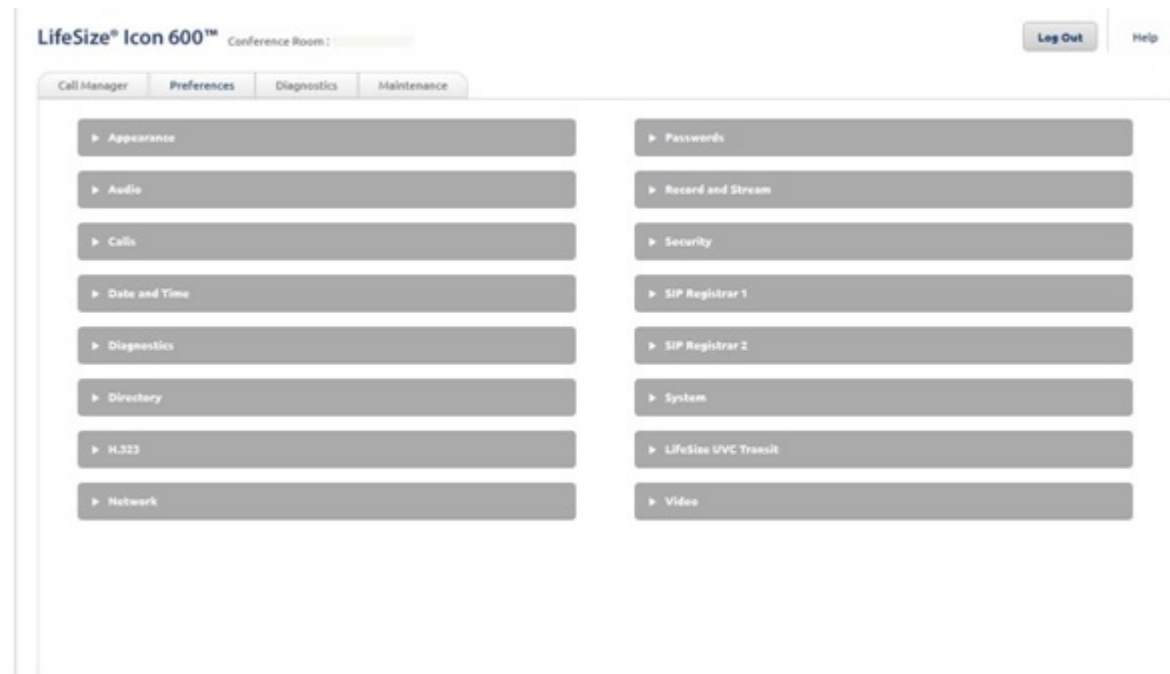 LifeSize® Icon 600™ Conference Room :
Log Out
Help
Call Manager
Preferences
Diagnostics
Maintenance
Appearance
Audio
Calls
Date and Time
Diagnostics
Directory
H.323
Network
Passwords
Record and Stream
Security
SIP Registrar 1
SIP Registrar 2
System
LifeSize UVC Transit
Video